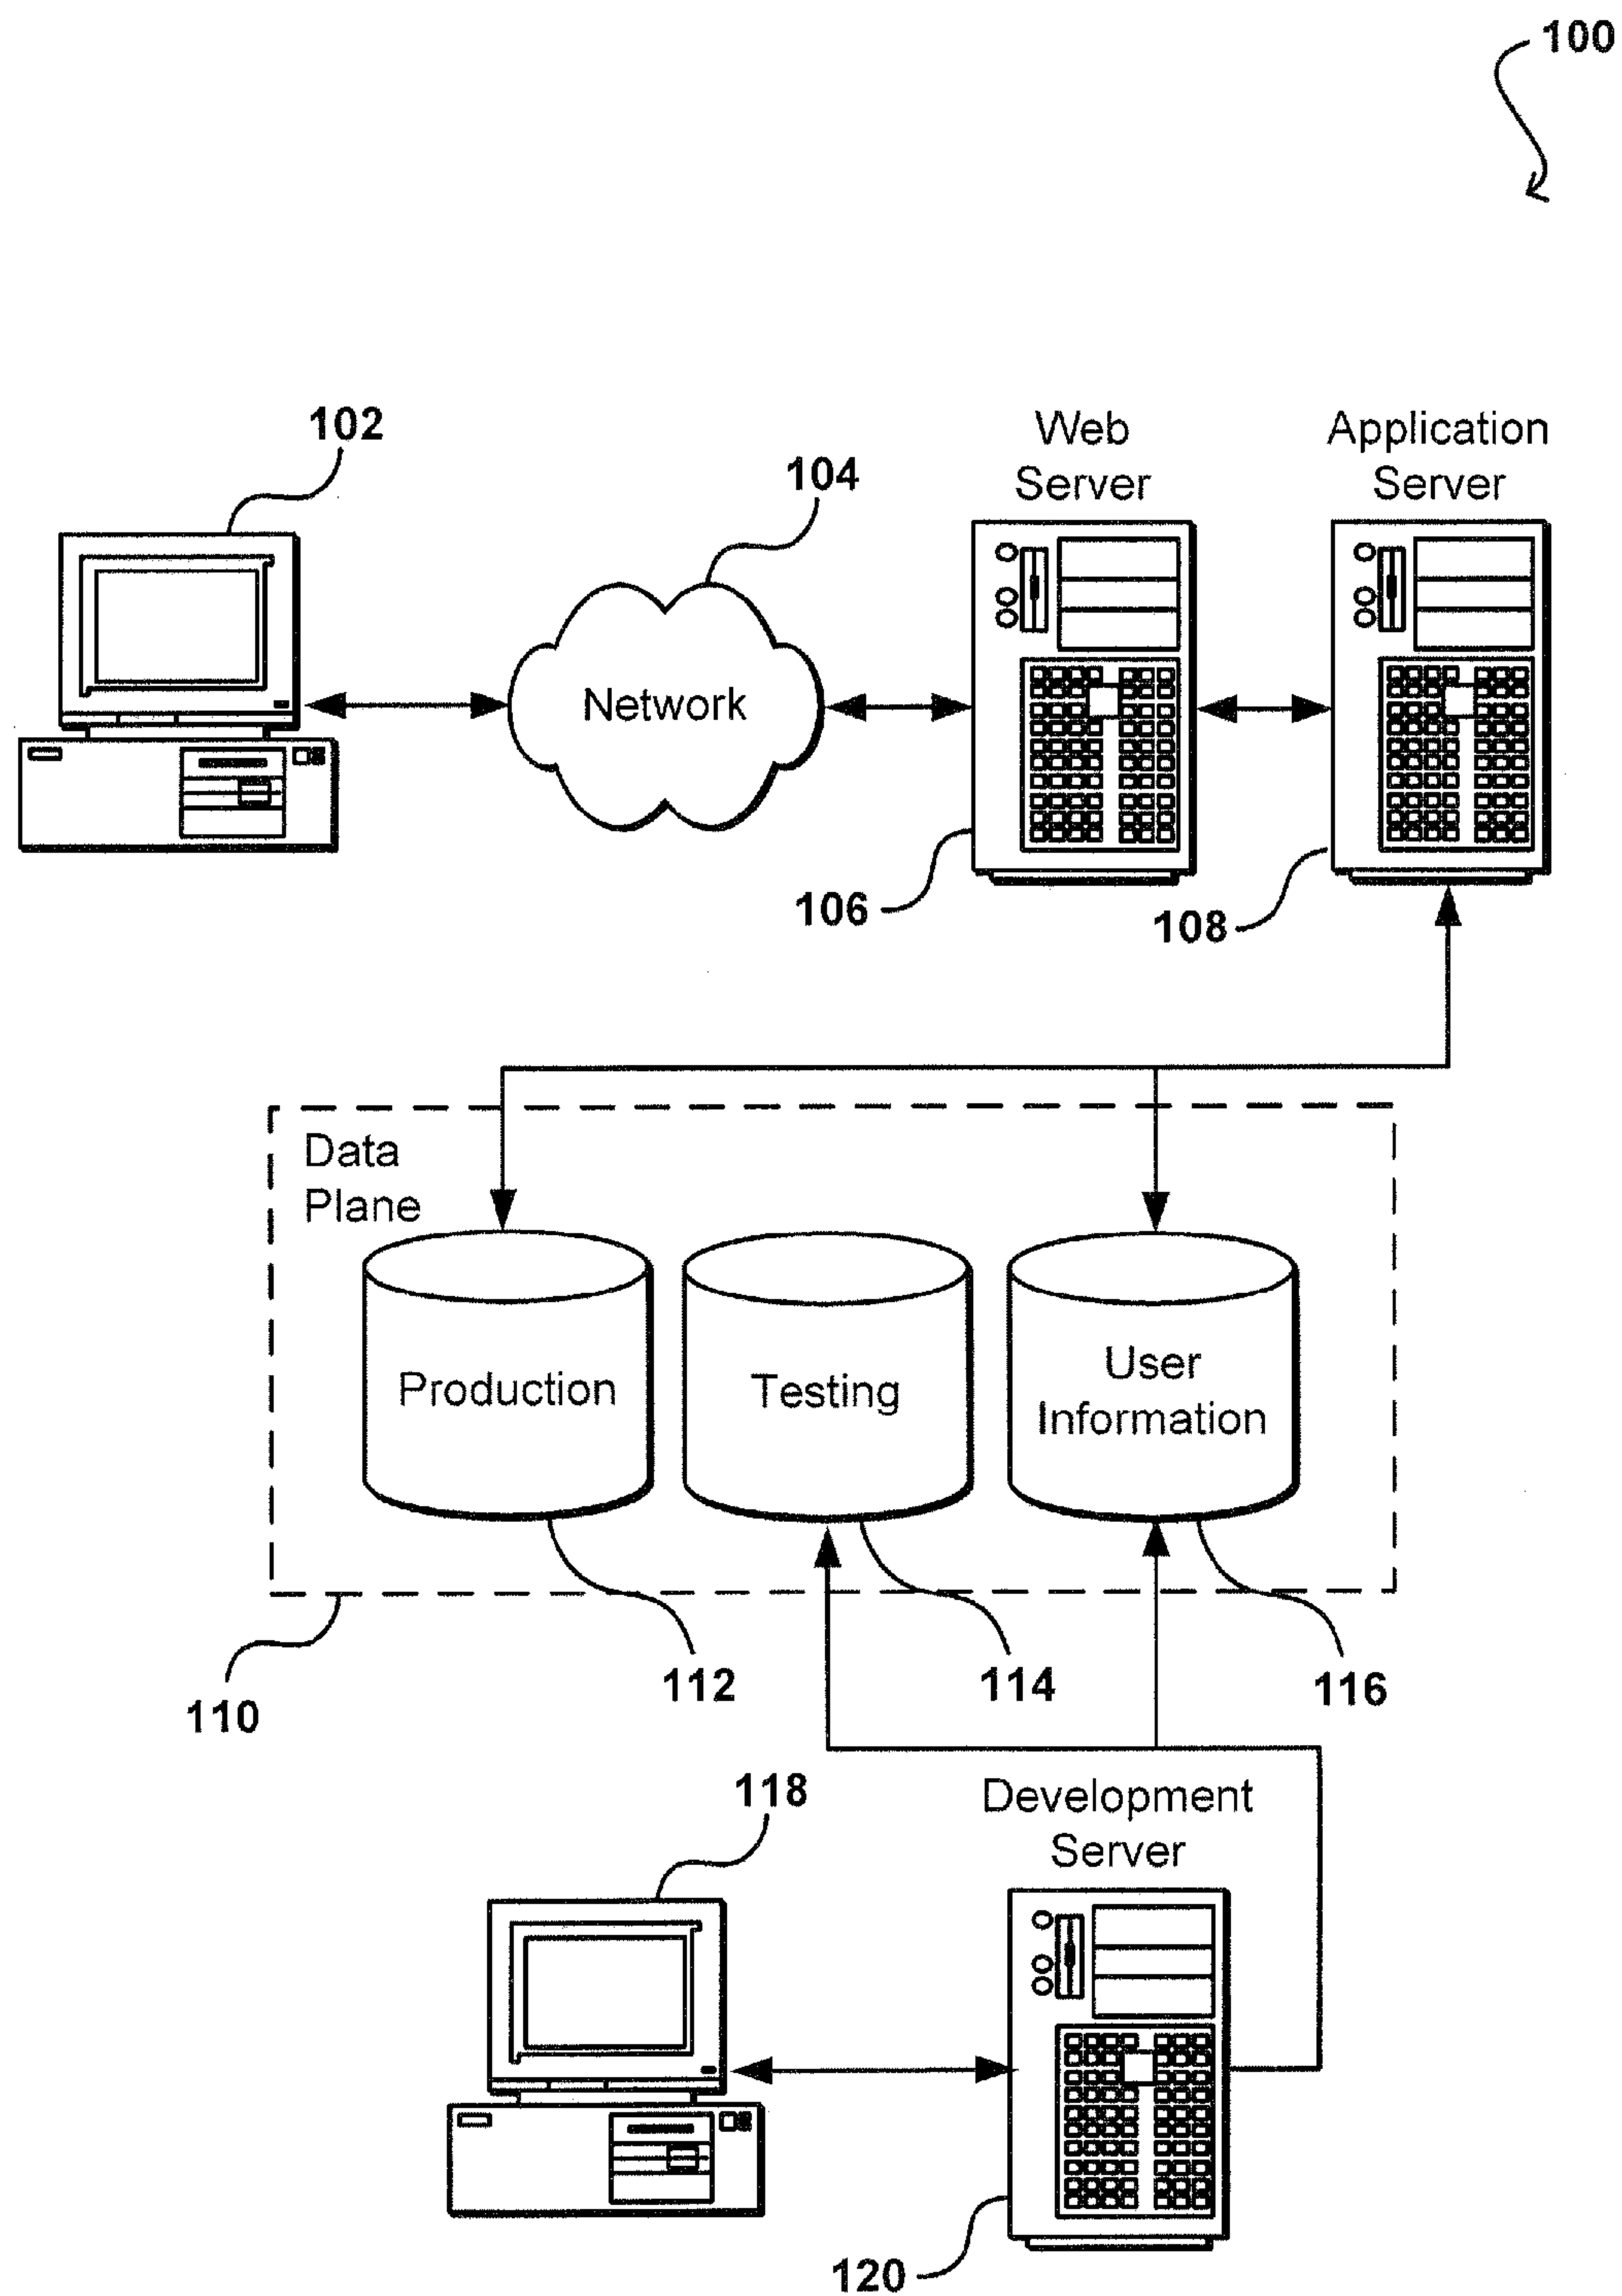 100
102
104
Web
Server
Application
Server
Network
106
108
Data
Plane
Production
Testing
User
Information
110
112
114
116
118
Development
Server
120